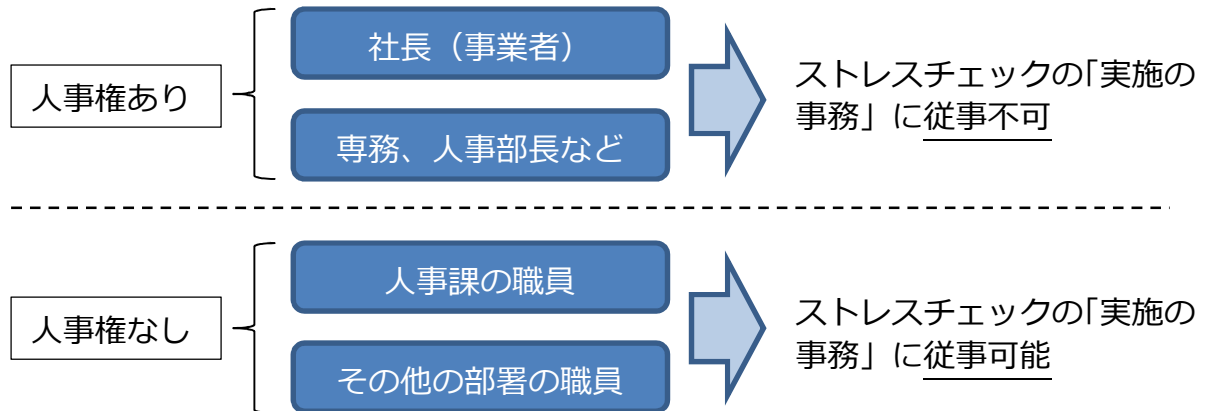 人事権あり
社長（事業者）
専務、人事部長など
ストレスチェックの「実施の
事務」に従事不可
人事権なし
人事課の職員
その他の部署の職員
ストレスチェックの「実施の
事務」に従事可能